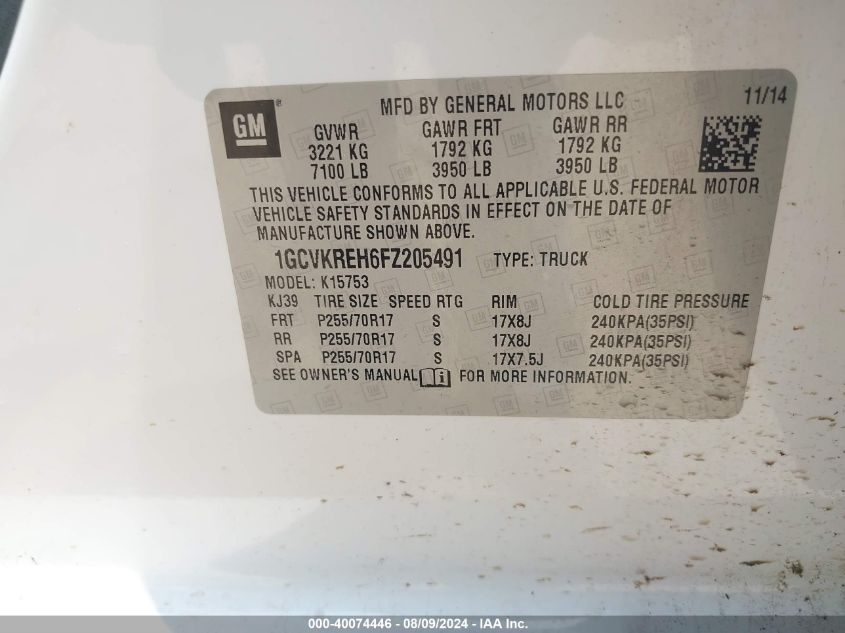 GM®
MFD BY GENERAL MOTORS LLC 11/14
GVWR GAWR FRT GAWR RR
3221 KG 1792 KG 1792 KG
7100 LB 3950 LB 3950 LB
THIS VEHICLE CONFORMS TO ALL APPLICABLE U.S. FEDERAL MOTOR
VEHICLE SAFETY STANDARDS IN EFFECT ON THE DATE OF
MANUFACTURE SHOWN ABOVE.
1GCVKREH6FZ205491 TYPE: TRUCK
MODEL: K15753
KJ39 TIRE SIZE SPEED RTG RIM COLD TIRE PRESSURE
FRT P255/70R17 S 17X8J 240KPA(35PSI)
RR P255/70R17 S 17X8J 240KPA(35PSI)
SPA P255/70R17 S 17X7.5J 240KPA(35PSI)
SEE OWNER'S MANUAL FOR MORE INFORMATION.
000-40074446 - 08/09/2024 - IAA Inc.